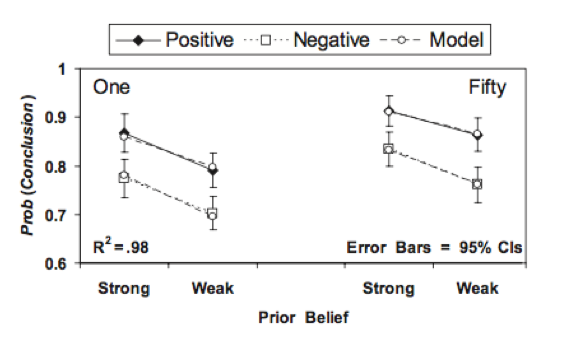 Positive Negative Model
1
0.9
0.8
0.7
0.6
Prob (Conclusion)
One Fifty
R2=.98 Error Bars = 95% CIs
Strong Weak Strong Weak
Prior Belief